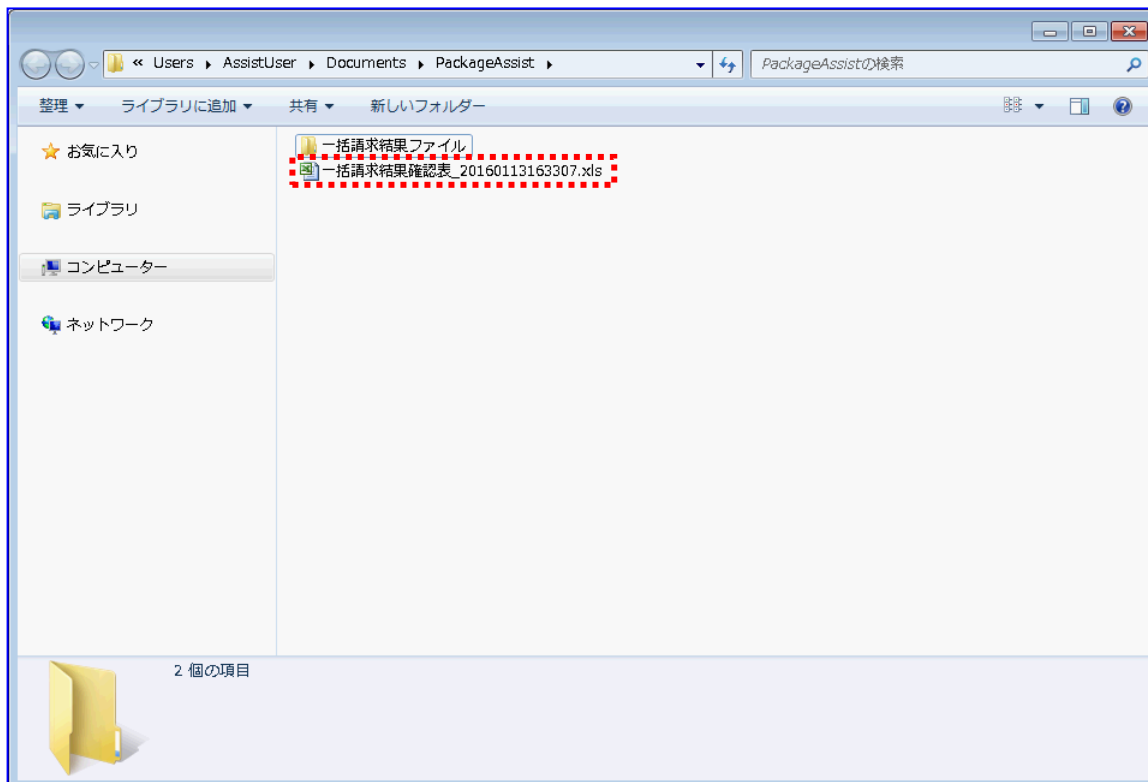 « Users ▸ AssistUser ▸ Documents ▸ PackageAssist ▸
PackageAssistの検索
整理 ▼ ライブラリに追加 ▼ 共有 ▼ 新しいフォルダー
お気に入り
ライブラリ
コンピューター
ネットワーク
一括請求結果ファイル
一括請求結果確認表_20160113163307.xls
2 個の項目